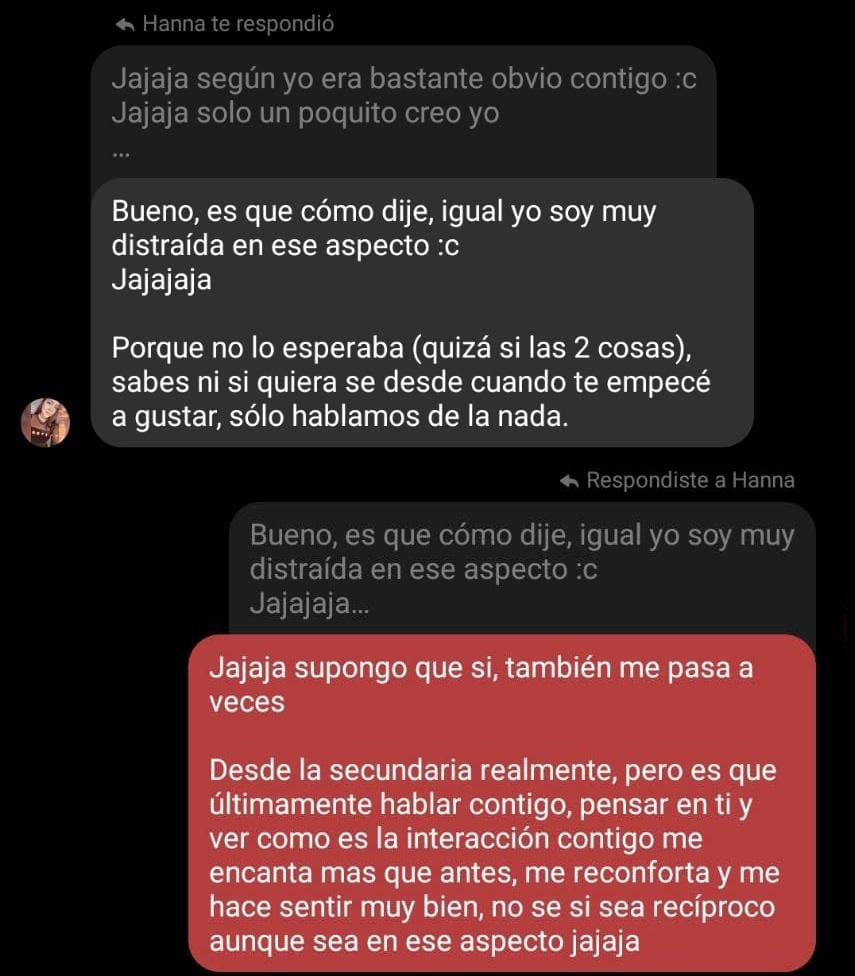 Hanna te respondió
Jajaja según yo era bastante obvio contigo :c
Jajaja solo un poquito creo yo
...
Bueno, es que cómo dije, igual yo soy muy
distraída en ese aspecto :c
Jajajaja
Porque no lo esperaba (quizá si las 2 cosas),
sabes ni si quiera se desde cuando te empecé
a gustar, sólo hablamos de la nada.
Respondiste a Hanna
Bueno, es que cómo dije, igual yo soy muy
distraída en ese aspecto :c
Jajajaja...
Jajaja supongo que si, también me pasa a
veces
Desde la secundaria realmente, pero es que
últimamente hablar contigo, pensar en ti y
ver como es la interacción contigo me
encanta mas que antes, me reconforta y me
hace sentir muy bien, no se si sea recíproco
aunque sea en ese aspecto jajaja